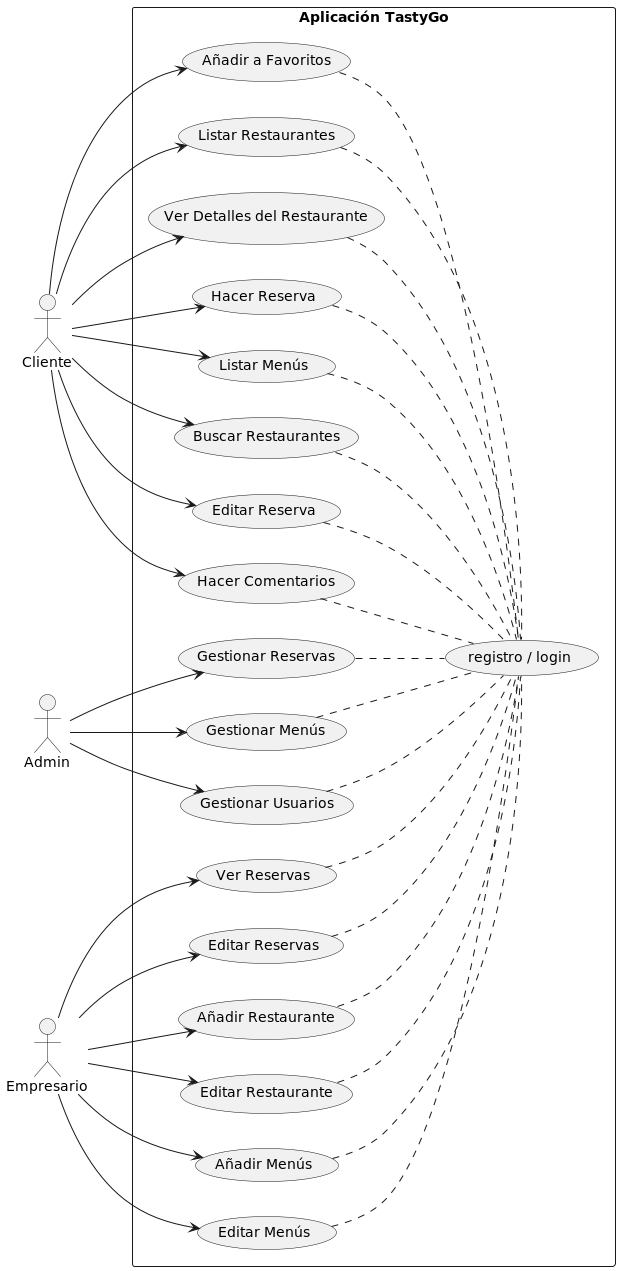 Aplicación TastyGo
Añadir a Favoritos
Listar Restaurantes
Ver Detalles del Restaurante
Hacer Reserva
Cliente
Listar Menús
Buscar Restaurantes
Editar Reserva
Hacer Comentarios
Gestionar Reservas
registro / login
Gestionar Menús
Admin
Gestionar Usuarios
Ver Reservas
Editar Reservas
Añadir Restaurante
Empresario
Editar Restaurante
Añadir Menús
Editar Menús